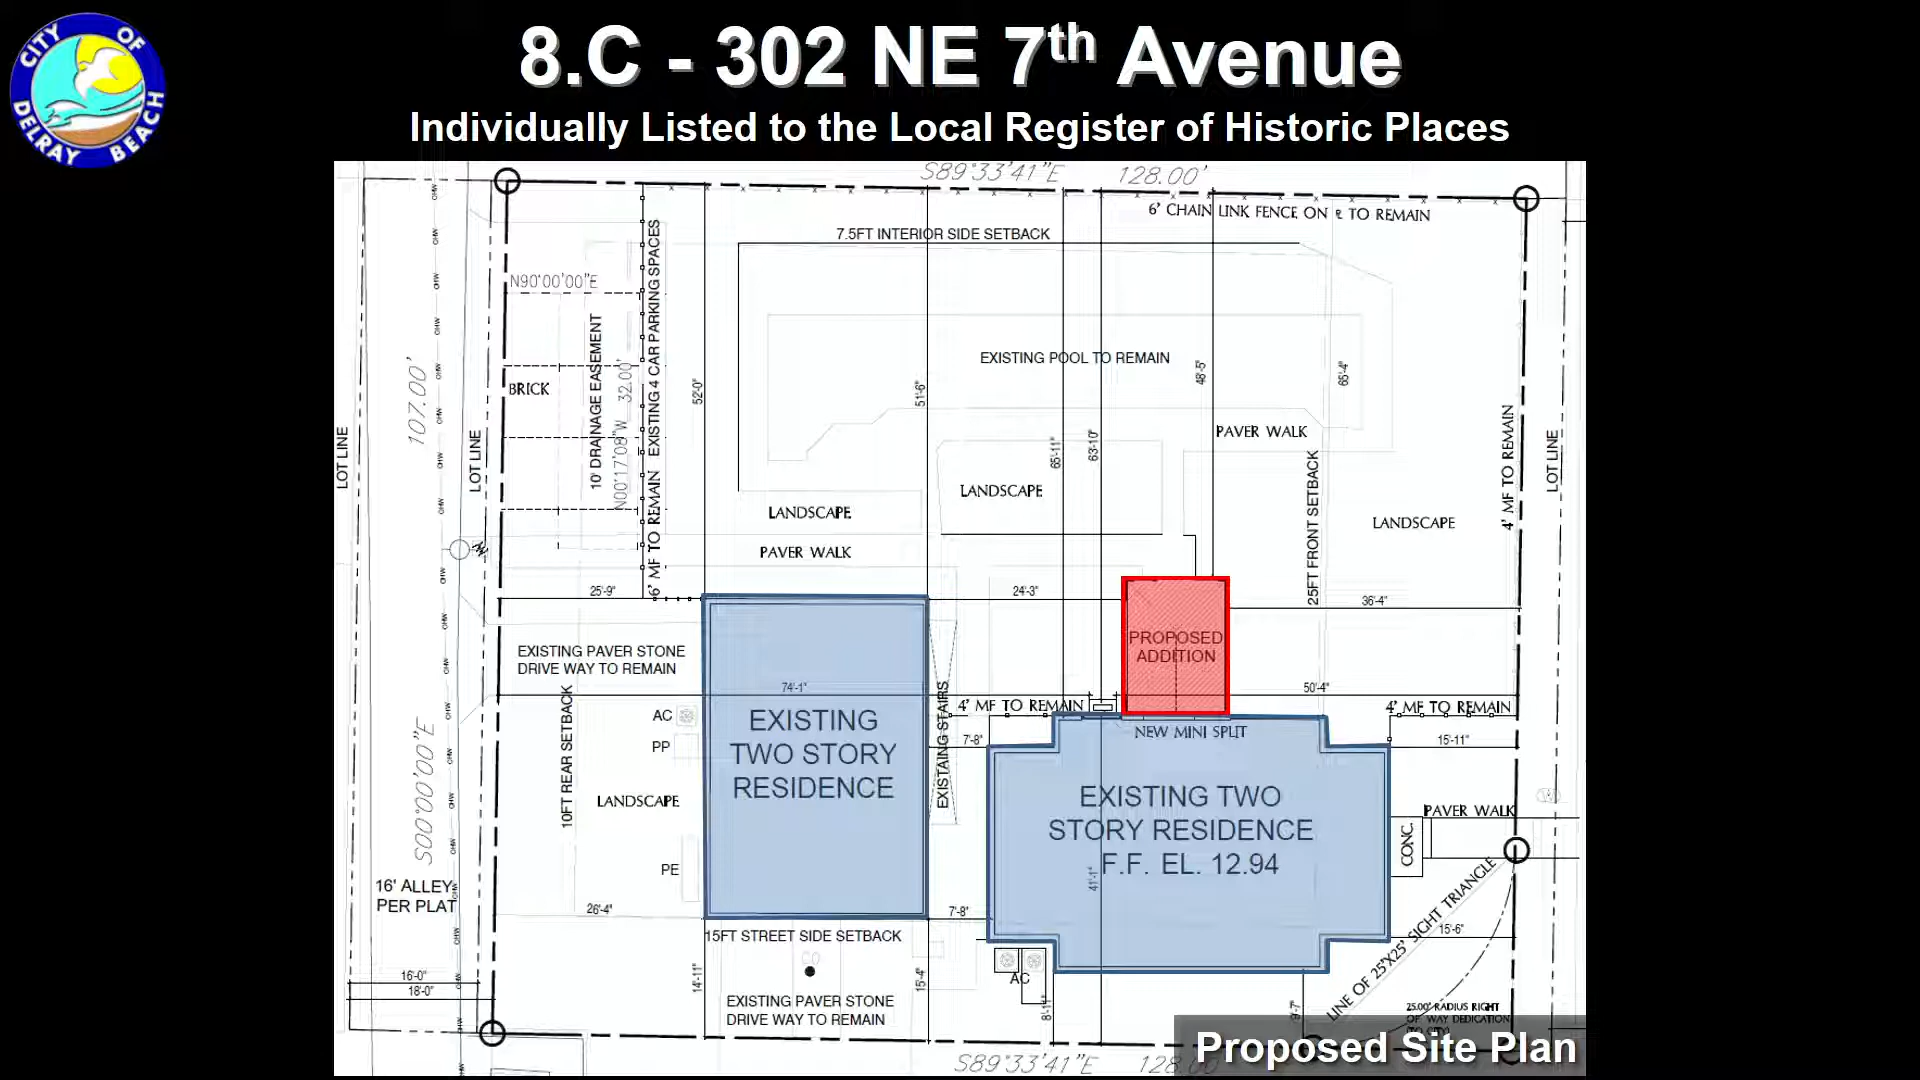 CITY OF
DELRAY BEACH
8.C - 302 NE 7th Avenue
Individually Listed to the Local Register of Historic Places
S89°33'41"E 128.00'
6' CHAIN LINK FENCE ON ℄ TO REMAIN
7.5FT INTERIOR SIDE SETBACK
N90°00'00"E
EXISTING 4 CAR PARKING SPACES
6' MF TO REMAIN
10' DRAINAGE EASEMENT
N00°17'08"W 32.00'
BRICK
107.00'
LOT LINE
LOT LINE
52'-0"
51'-6"
EXISTING POOL TO REMAIN
48'-5"
65'-4"
65'-11"
63'-10"
PAVER WALK
LANDSCAPE
LANDSCAPE
PAVER WALK
25FT FRONT SETBACK
LANDSCAPE
4' MF TO REMAIN
LOT LINE
25'-9"
24'-3"
36'-4"
EXISTING PAVER STONE
DRIVE WAY TO REMAIN
PROPOSED
ADDITION
74'-1"
50'-4"
10FT REAR SETBACK
AC
PP
EXISTING
TWO STORY
RESIDENCE
EXISTAING STAIRS
4' MF TO REMAIN
4' MF TO REMAIN
NEW MINI SPLIT
7'-8"
15'-11"
LANDSCAPE
EXISTING TWO
STORY RESIDENCE
F.F. EL. 12.94
41'-1"
PAVER WALK
CONC.
PE
S00°00'00"E
16' ALLEY
PER PLAT
26'-4"
7'-8"
15'-6"
LINE OF 25'X25' SIGHT TRIANGLE
15FT STREET SIDE SETBACK
CO
AC
16'-0"
18'-0"
14'-11"
15'-4"
8'-11"
9'-7"
EXISTING PAVER STONE
DRIVE WAY TO REMAIN
25.00' RADIUS RIGHT
OF WAY DEDICATION
S89°33'41"E 128.00'
Proposed Site Plan